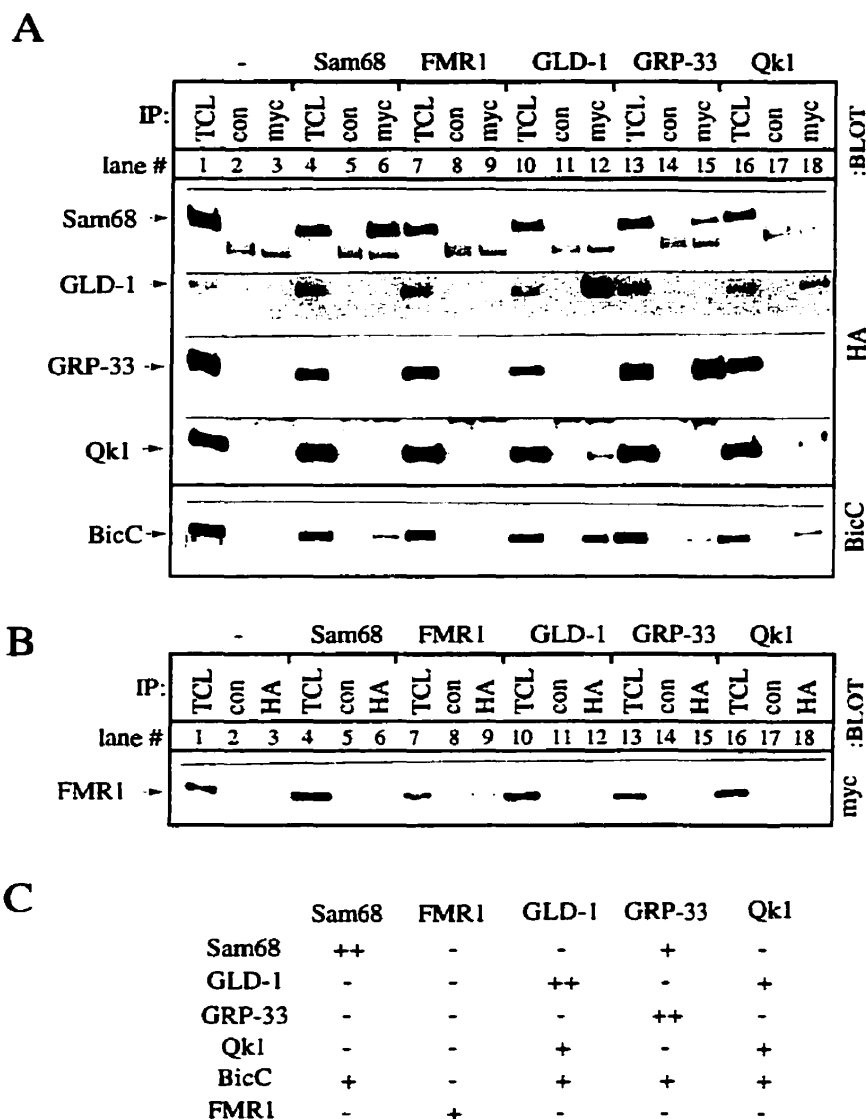 A
- Sam68 FMR1 GLD-1 GRP-33 Qk1
IP: TCL con myc TCL con myc TCL con myc TCL con myc TCL con myc TCL con myc :BLOT
lane # 1 2 3 4 5 6 7 8 9 10 11 12 13 14 15 16 17 18
Sam68
GLD-1
GRP-33
HA
Qk1
BicC
BicC
B
- Sam68 FMR1 GLD-1 GRP-33 Qk1
IP: TCL con HA TCL con HA TCL con HA TCL con HA TCL con HA TCL con HA :BLOT
lane # 1 2 3 4 5 6 7 8 9 10 11 12 13 14 15 16 17 18
FMR1
myc
C
Sam68 FMR1 GLD-1 GRP-33 Qk1
Sam68 ++ - - + -
GLD-1 - - ++ - +
GRP-33 - - - ++ -
Qk1 - - + - +
BicC + - + + +
FMR1 - + - - -